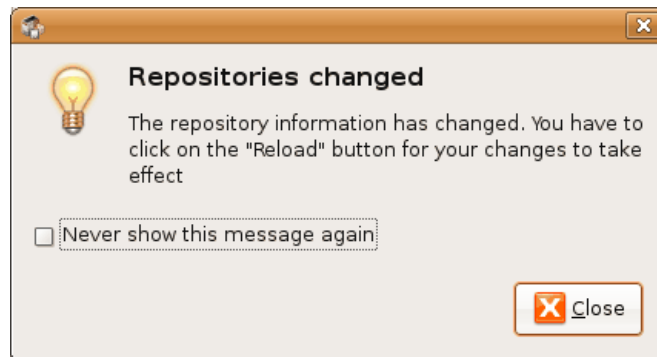 Repositories changed
The repository information has changed. You have to
click on the "Reload" button for your changes to take
effect
Never show this message again
Close